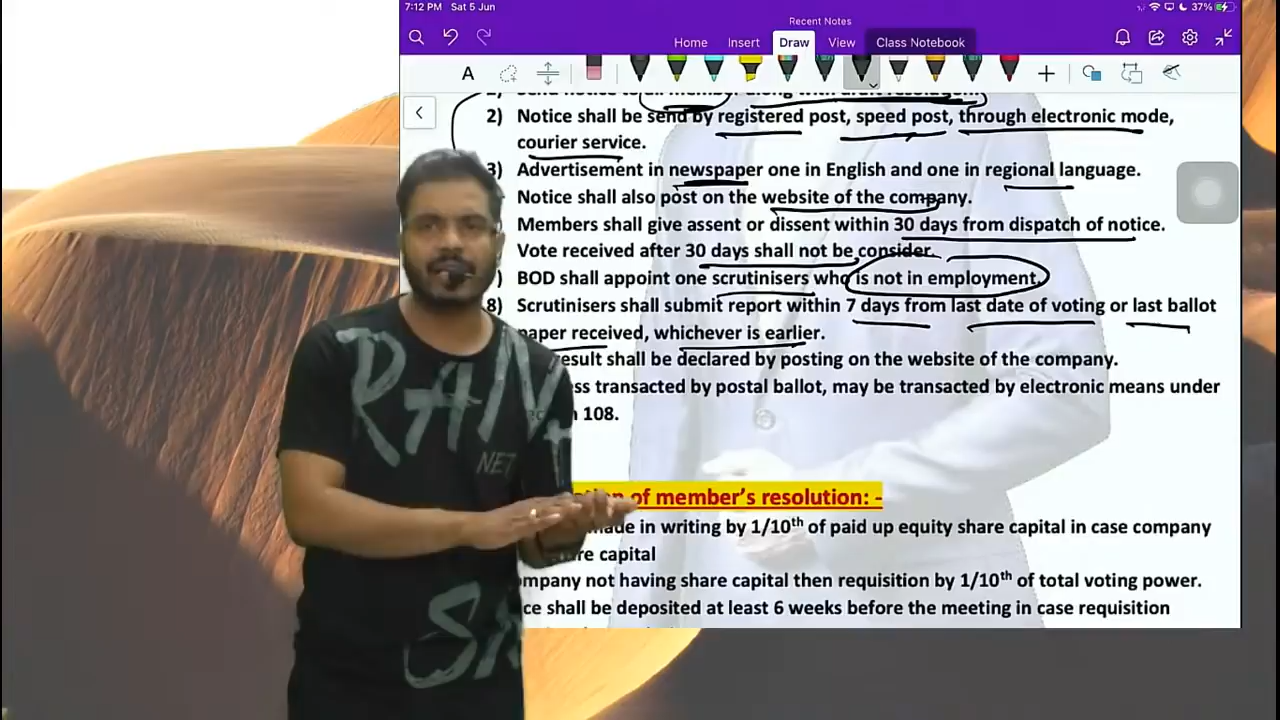 7:12 PM Sat 5 Jun
37%
Recent Notes
Home Insert Draw View Class Notebook
A
2) Notice shall be send by registered post, speed post, through electronic mode,
courier service.
3) Advertisement in newspaper one in English and one in regional language.
Notice shall also post on the website of the company.
Members shall give assent or dissent within 30 days from dispatch of notice.
Vote received after 30 days shall not be consider.
) BOD shall appoint one scrutinisers who is not in employment.
8) Scrutinisers shall submit report within 7 days from last date of voting or last ballot
paper received, whichever is earlier.
esult shall be declared by posting on the website of the company.
ss transacted by postal ballot, may be transacted by electronic means under
108.
of member's resolution: -
made in writing by 1/10th of paid up equity share capital in case company
capital
mpany not having share capital then requisition by 1/10th of total voting power.
ce shall be deposited at least 6 weeks before the meeting in case requisition
RAN
NET